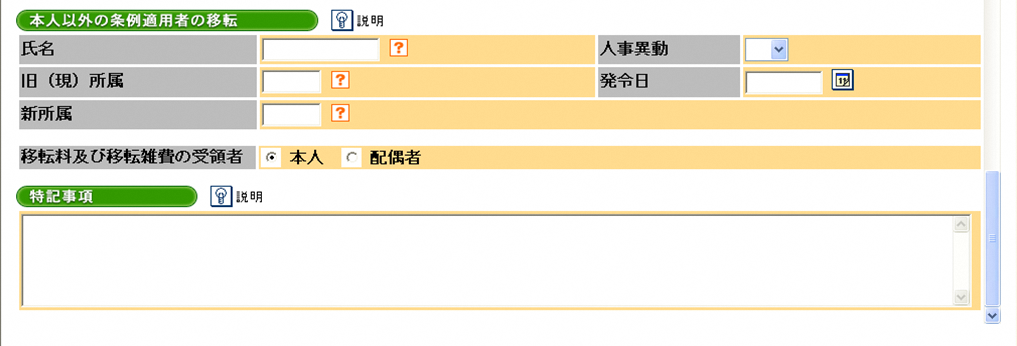 本人以外の条例適用者の移転 説明
氏名 ? 人事異動
旧（現）所属 ? 発令日
新所属 ?
移転料及び移転雑費の受領者 本人 配偶者
特記事項 説明